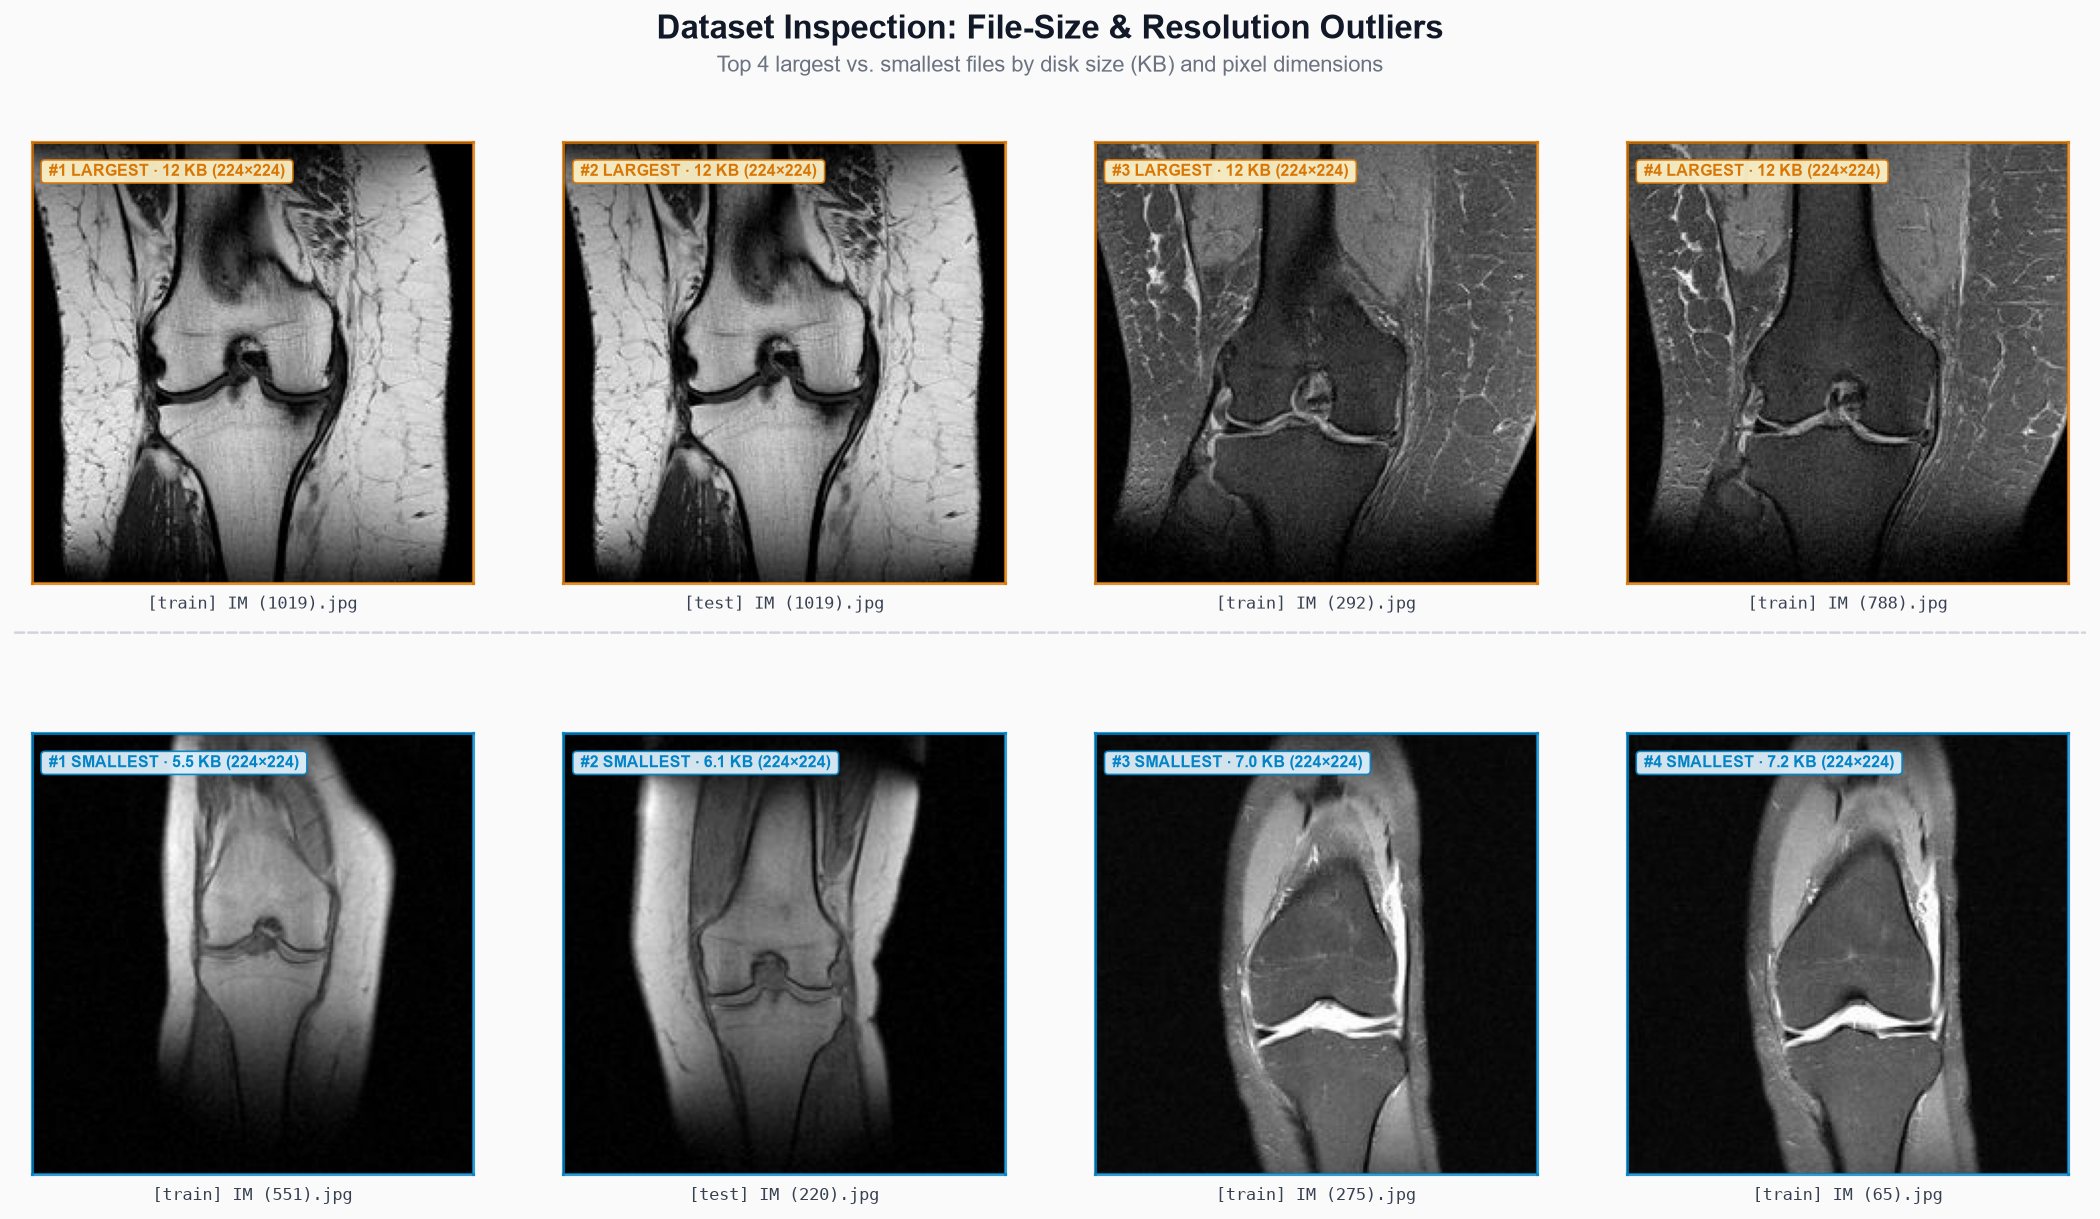 Dataset Inspection: File-Size & Resolution Outliers
Top 4 largest vs. smallest files by disk size (KB) and pixel dimensions
#1 LARGEST · 12 KB (224×224)
#2 LARGEST · 12 KB (224×224)
#3 LARGEST · 12 KB (224×224)
#4 LARGEST · 12 KB (224×224)
[train] IM (1019).jpg
[test] IM (1019).jpg
[train] IM (292).jpg
[train] IM (788).jpg
#1 SMALLEST · 5.5 KB (224×224)
#2 SMALLEST · 6.1 KB (224×224)
#3 SMALLEST · 7.0 KB (224×224)
#4 SMALLEST · 7.2 KB (224×224)
[train] IM (551).jpg
[test] IM (220).jpg
[train] IM (275).jpg
[train] IM (65).jpg